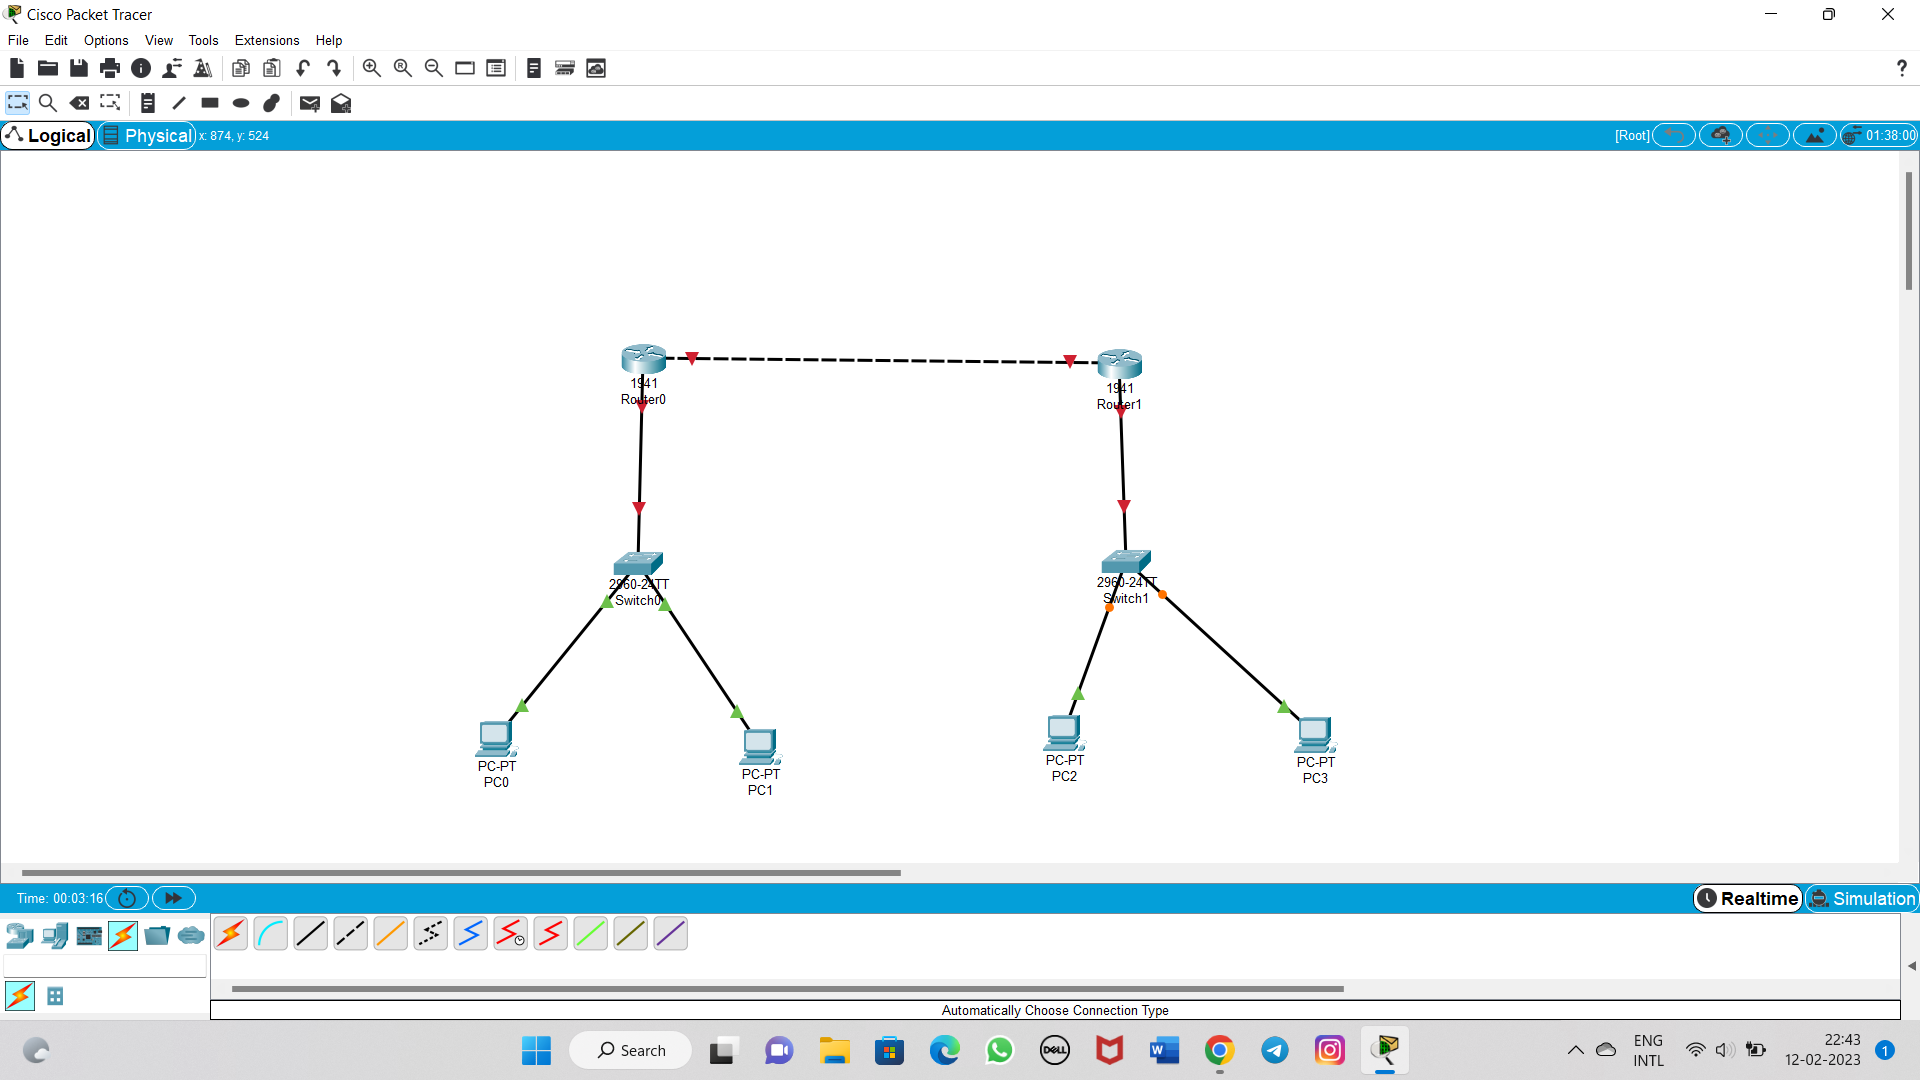 Cisco Packet Tracer
File Edit Options View Tools Extensions Help
Logical Physical x: 874, y: 524 [Root] 01:38:00
1941
Router0
1941
Router1
2960-24TT
Switch0
2960-24TT
Switch1
PC-PT
PC0
PC-PT
PC1
PC-PT
PC2
PC-PT
PC3
Time: 00:03:16 Realtime Simulation
Automatically Choose Connection Type
Search
DELL
W
ENG
INTL
22:43
12-02-2023
1